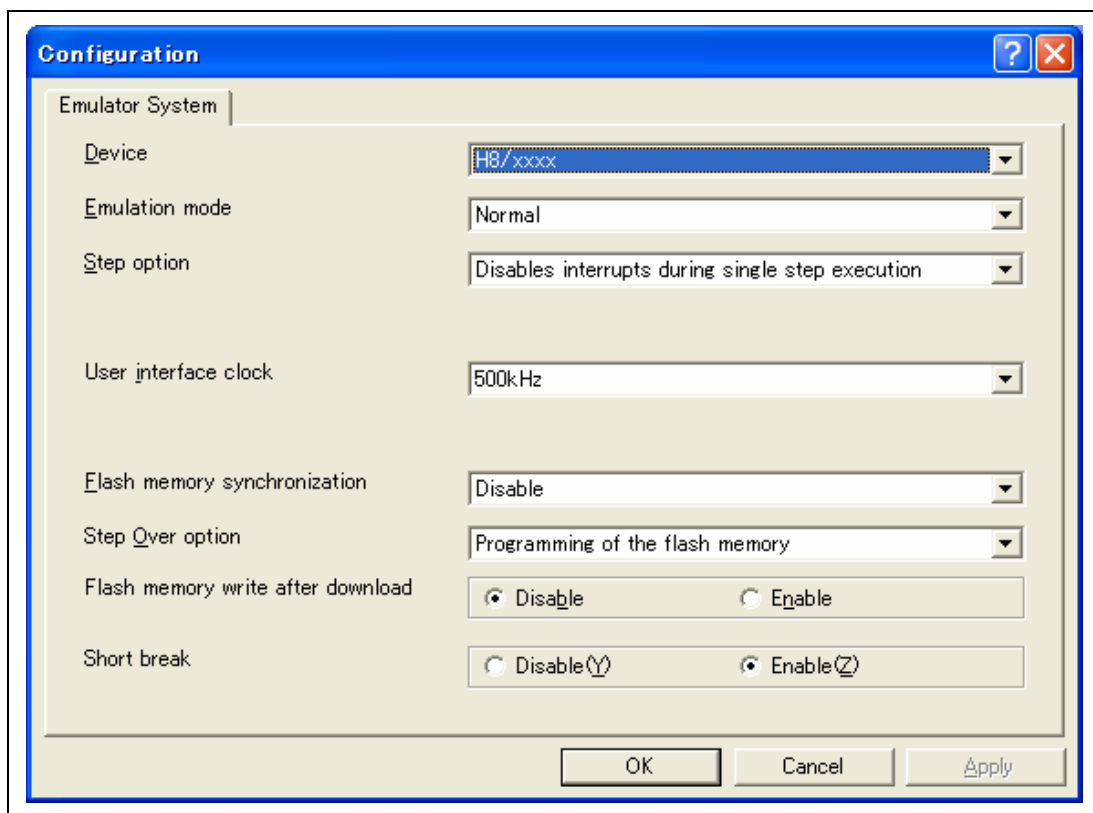 Configuration
Emulator System
Device H8/xxxx
Emulation mode Normal
Step option Disables interrupts during single step execution
User interface clock 500kHz
Flash memory synchronization Disable
Step Over option Programming of the flash memory
Flash memory write after download Disable Enable
Short break Disable(Y) Enable(Z)
OK Cancel Apply